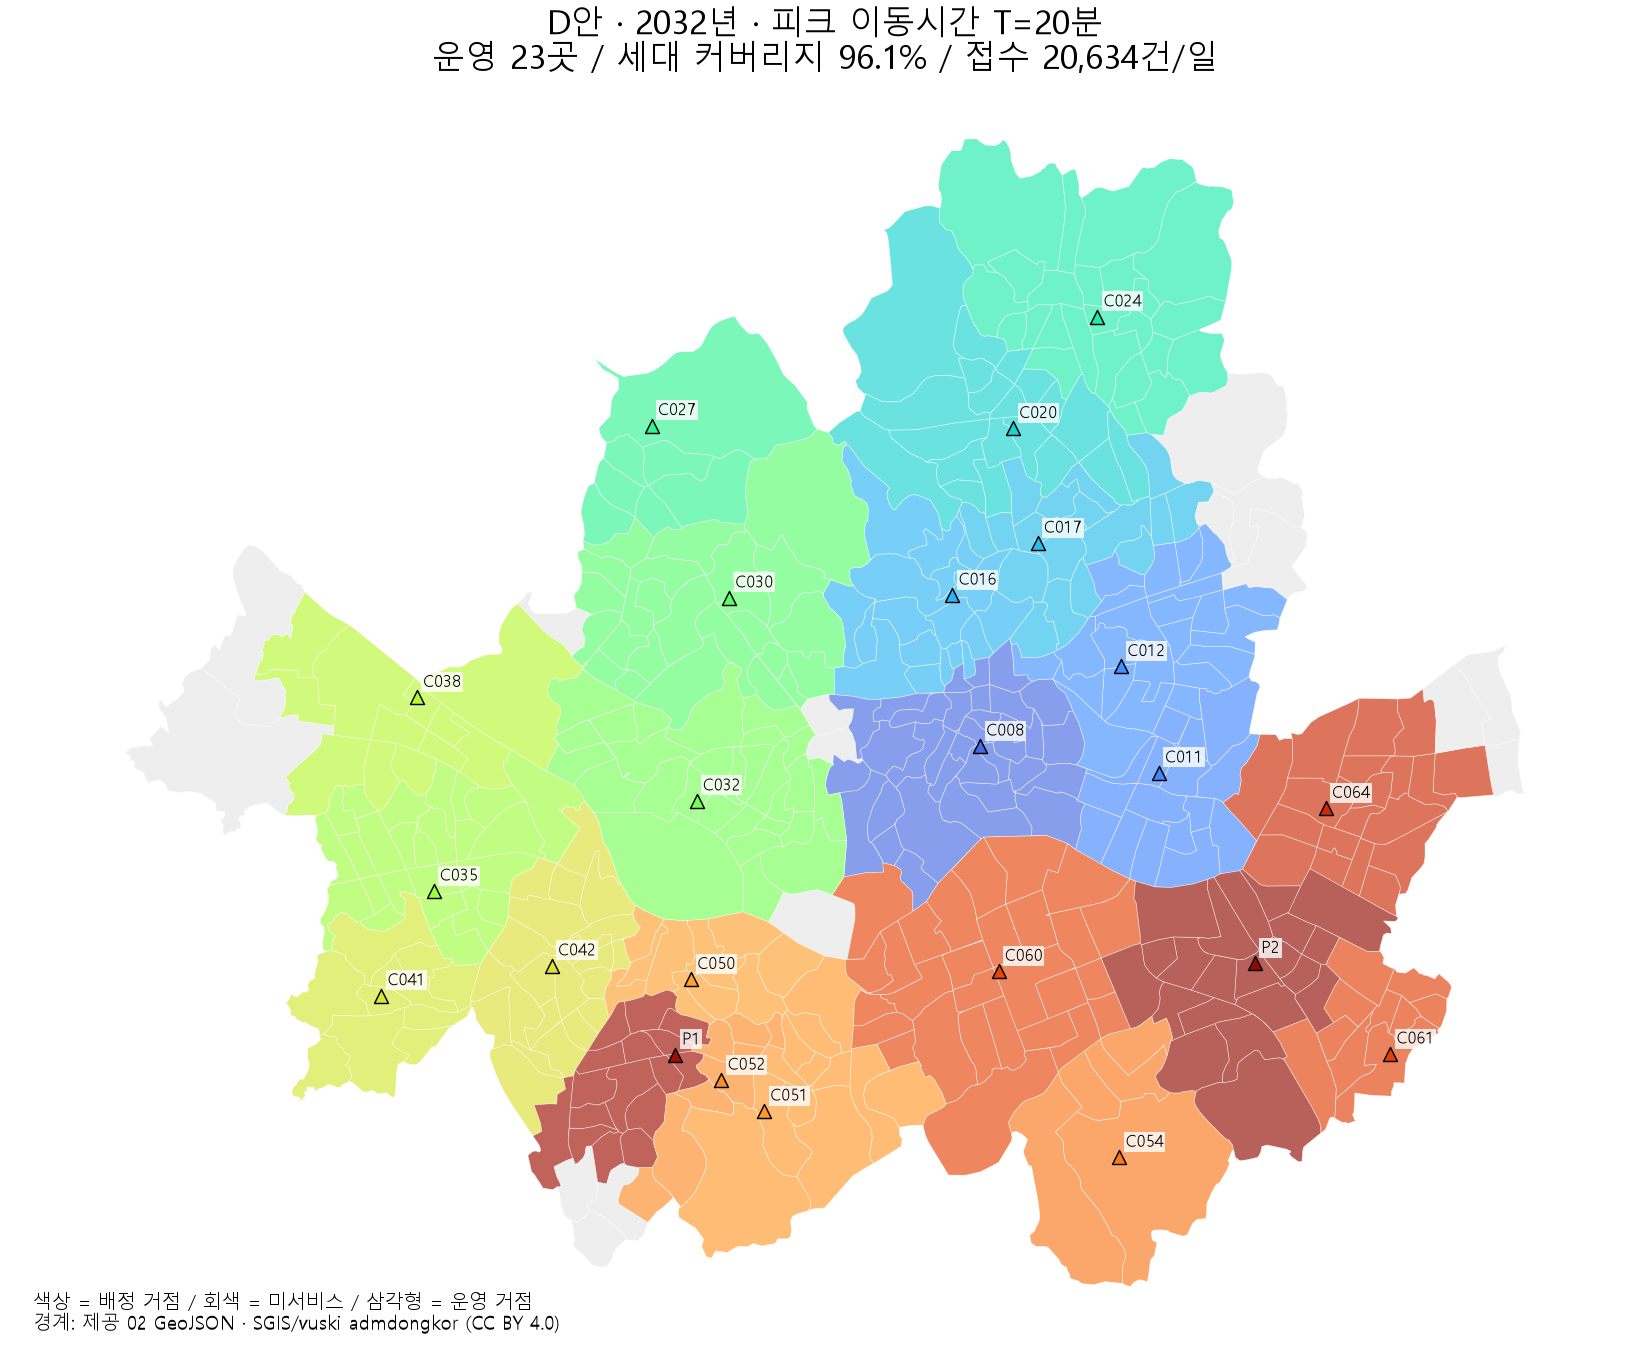 D안 · 2032년 · 피크 이동시간 T=20분
운영 23곳 / 세대 커버리지 96.1% / 접수 20,634건/일
C024
C027
C020
C017
C016
C030
C012
C038
C008
C011
C032
C064
C035
P2
C042
C060
C050
C041
P1
C061
C052
C051
C054
색상 = 배정 거점 / 회색 = 미서비스 / 삼각형 = 운영 거점
경계: 제공 02 GeoJSON · SGIS/vuski admdongkor (CC BY 4.0)